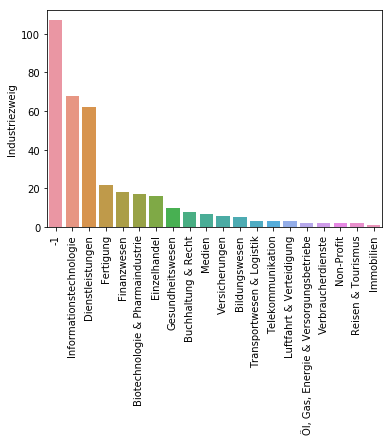 100
80
60
40
20
0
Industriezweig
-1
Informationstechnologie
Dienstleistungen
Fertigung
Finanzwesen
Biotechnologie & Pharmaindustrie
Einzelhandel
Gesundheitswesen
Buchhaltung & Recht
Medien
Versicherungen
Bildungswesen
Transportwesen & Logistik
Telekommunikation
Luftfahrt & Verteidigung
Öl, Gas, Energie & Versorgungsbetriebe
Verbraucherdienste
Non-Profit
Reisen & Tourismus
Immobilien